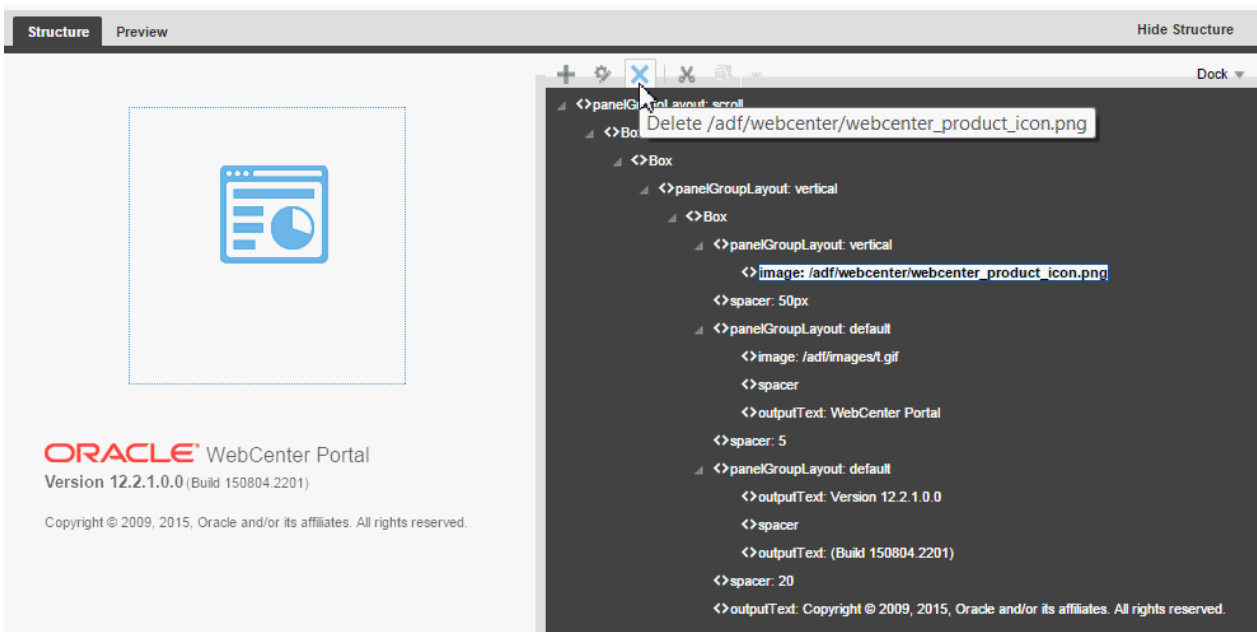 Structure Preview Hide Structure
Dock
<>panelGroupLayout: scroll
Delete /adf/webcenter/webcenter_product_icon.png
<>Box
<>Box
<>panelGroupLayout: vertical
<>Box
<>panelGroupLayout: vertical
<>image: /adf/webcenter/webcenter_product_icon.png
<>spacer: 50px
<>panelGroupLayout: default
<>image: /adf/images/t.gif
<>spacer
<>outputText: WebCenter Portal
<>spacer: 5
<>panelGroupLayout: default
<>outputText: Version 12.2.1.0.0
<>spacer
<>outputText: (Build 150804.2201)
<>spacer: 20
<>outputText: Copyright © 2009, 2015, Oracle and/or its affiliates. All rights reserved.
ORACLE® WebCenter Portal
Version 12.2.1.0.0 (Build 150804.2201)
Copyright © 2009, 2015, Oracle and/or its affiliates. All rights reserved.